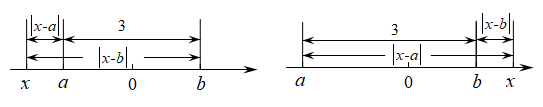 |x-a| 3
|x-b|
x a 0 b
3 |x-b|
|x-a|
a 0 b x